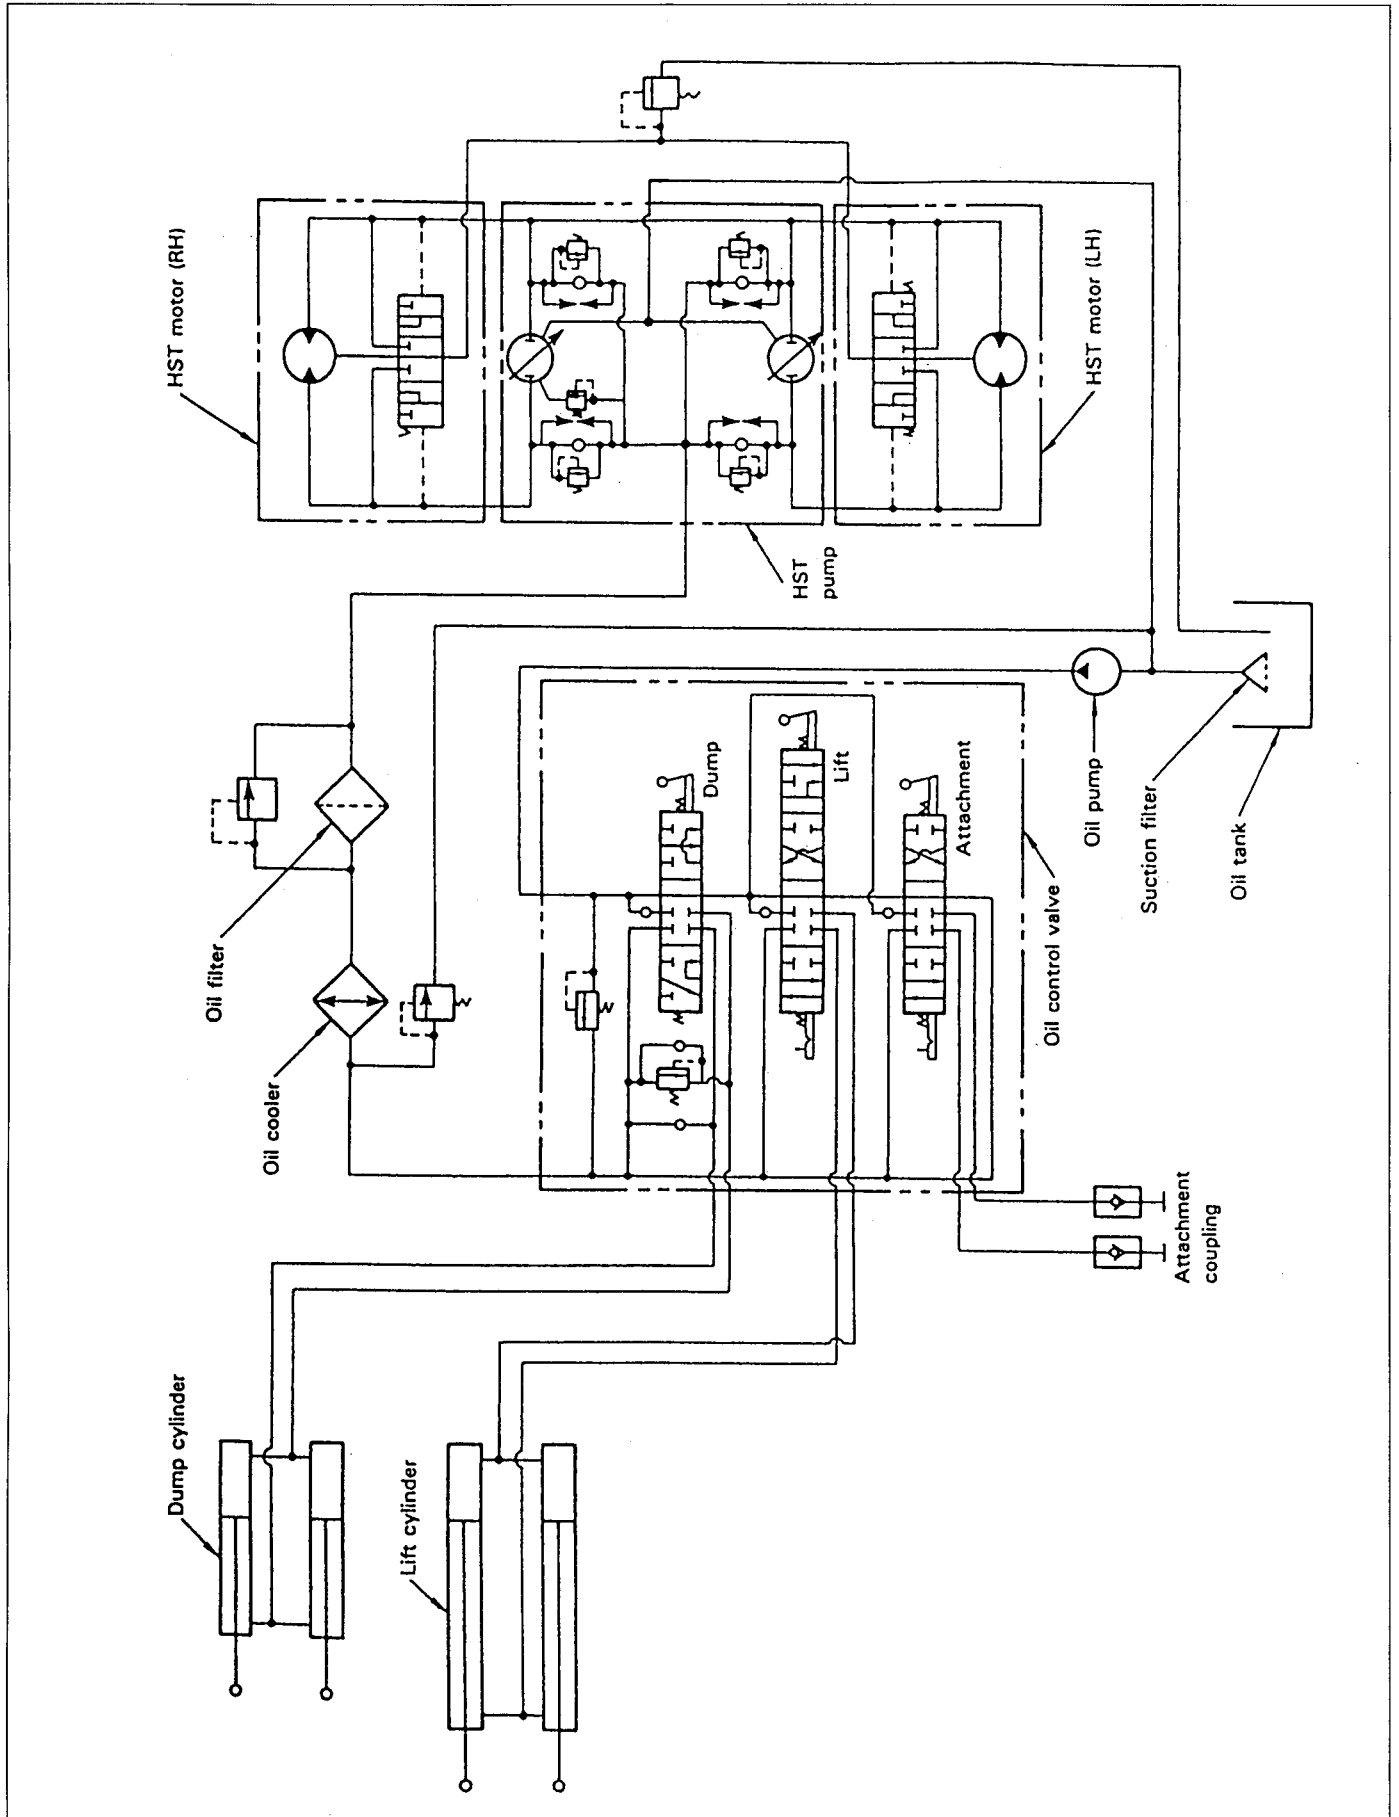 Dump cylinder
Lift cylinder
Oil cooler
Oil filter
HST motor (RH)
HST
pump
HST motor (LH)
Dump
Lift
Attachment
Oil control valve
Attachment
coupling
Oil pump
Suction filter
Oil tank